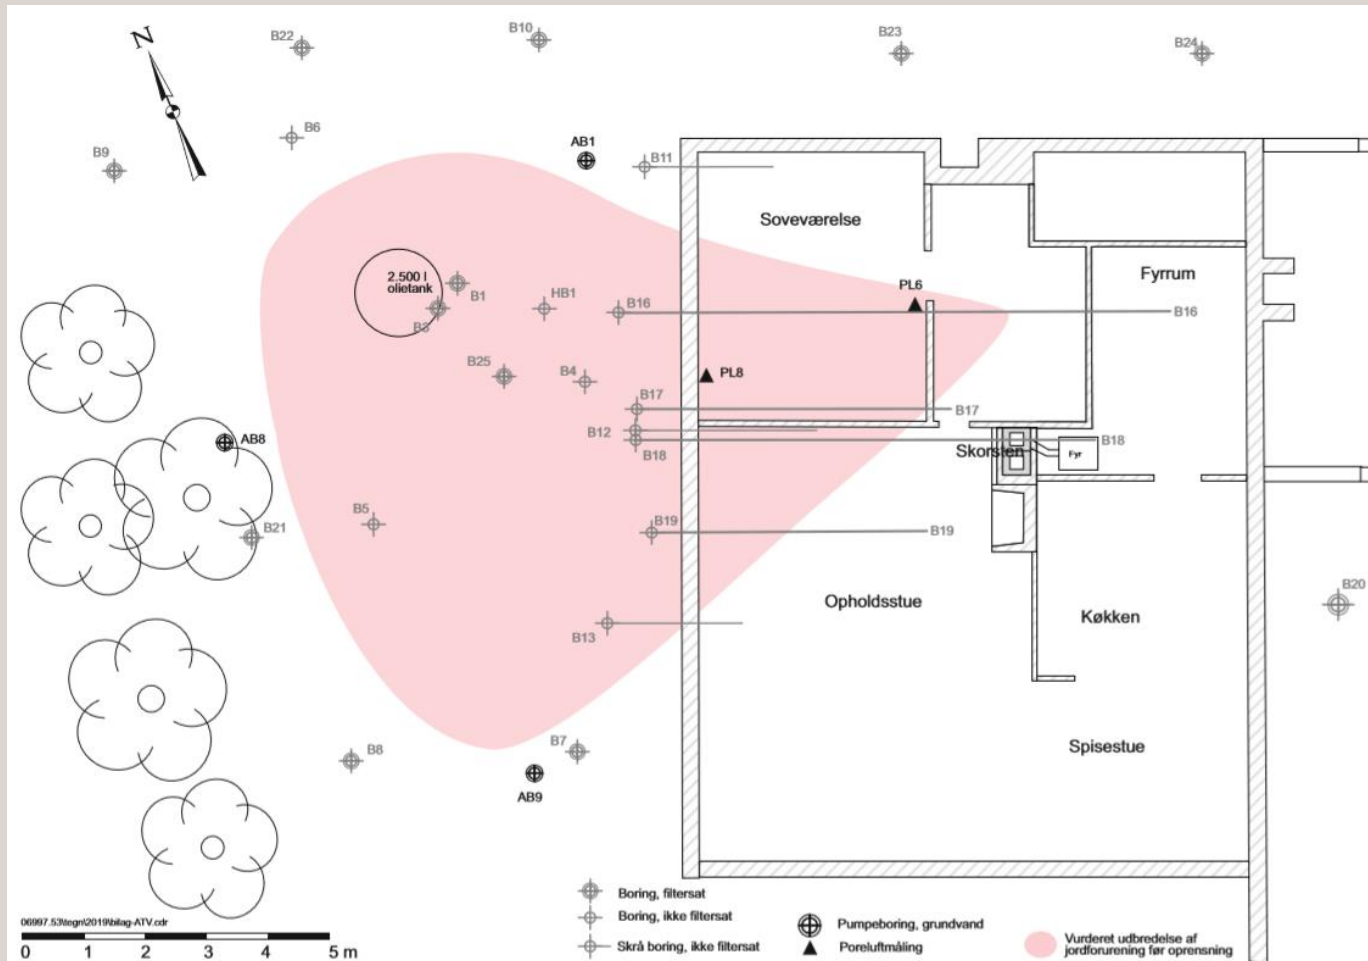 N
B22
B10
B23
B24
B6
B9
AB1
B11
Soveværelse
2.500 l
olietank
B1
HB1
B3
B16
PL6
Fyrrum
B16
B25
B4
PL8
B17
B17
B12
B18
AB8
Skorsten
Fyr
B18
B5
B21
B19
B19
B20
Opholdsstue
Køkken
B13
B8
B7
AB9
Spisestue
Boring, filtersat
Boring, ikke filtersat
Skrå boring, ikke filtersat
Pumpeboring, grundvand
Poreluftmåling
Vurderet udbredelse af
jordforurening før oprensning
06997.53\tegn\2019\bilag-ATV.cdr
0 1 2 3 4 5 m